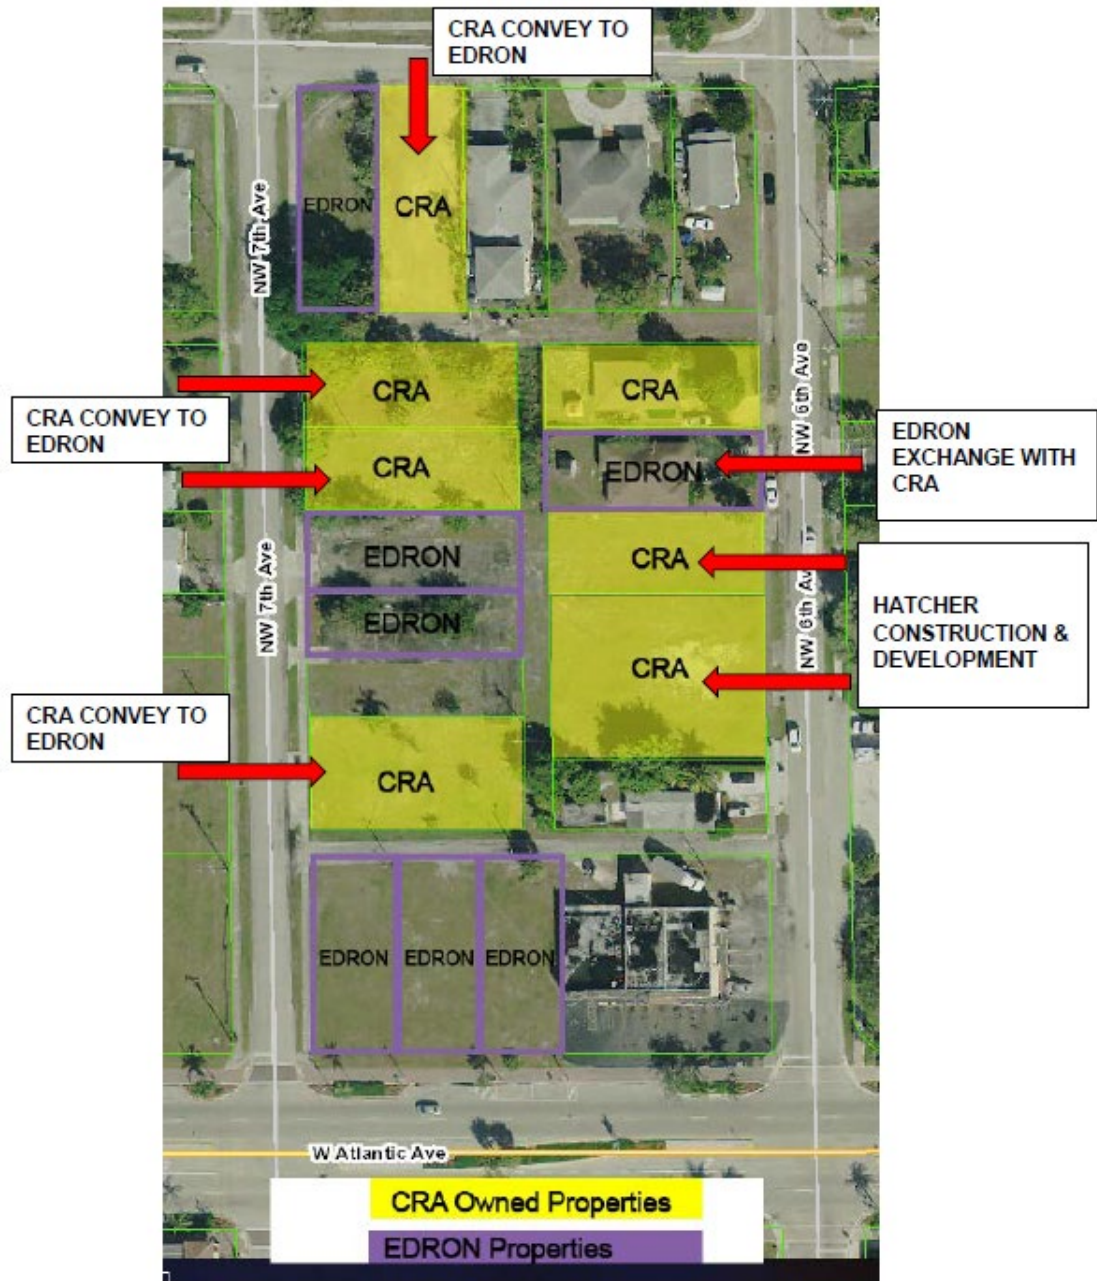 CRA CONVEY TO
EDRON
EDRON
CRA
NW 7th Ave
CRA
CRA
NW 6th Ave
CRA CONVEY TO
EDRON
CRA
EDRON
EDRON
EXCHANGE WITH
CRA
EDRON
CRA
NW 7th Ave
EDRON
NW 6th Ave
HATCHER
CONSTRUCTION &
DEVELOPMENT
CRA
CRA CONVEY TO
EDRON
CRA
EDRON
EDRON
EDRON
W Atlantic Ave
CRA Owned Properties
EDRON Properties